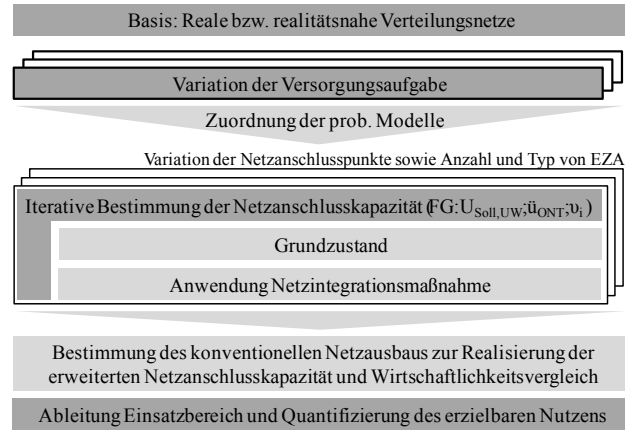 Basis: Reale bzw. realitätsnahe Verteilungsnetze
Variation der Versorgungsaufgabe
Zuordnung der prob. Modelle
Variation der Netzanschlusspunkte sowie Anzahl und Typ von EZA
Iterative Bestimmung der Netzanschlusskapazität (FG:U_Soll,UW;ü_ONT;υ_i)
Grundzustand
Anwendung Netzintegrationsmaßnahme
Bestimmung des konventionellen Netzausbaus zur Realisierung der
erweiterten Netzanschlusskapazität und Wirtschaftlichkeitsvergleich
Ableitung Einsatzbereich und Quantifizierung des erzielbaren Nutzens